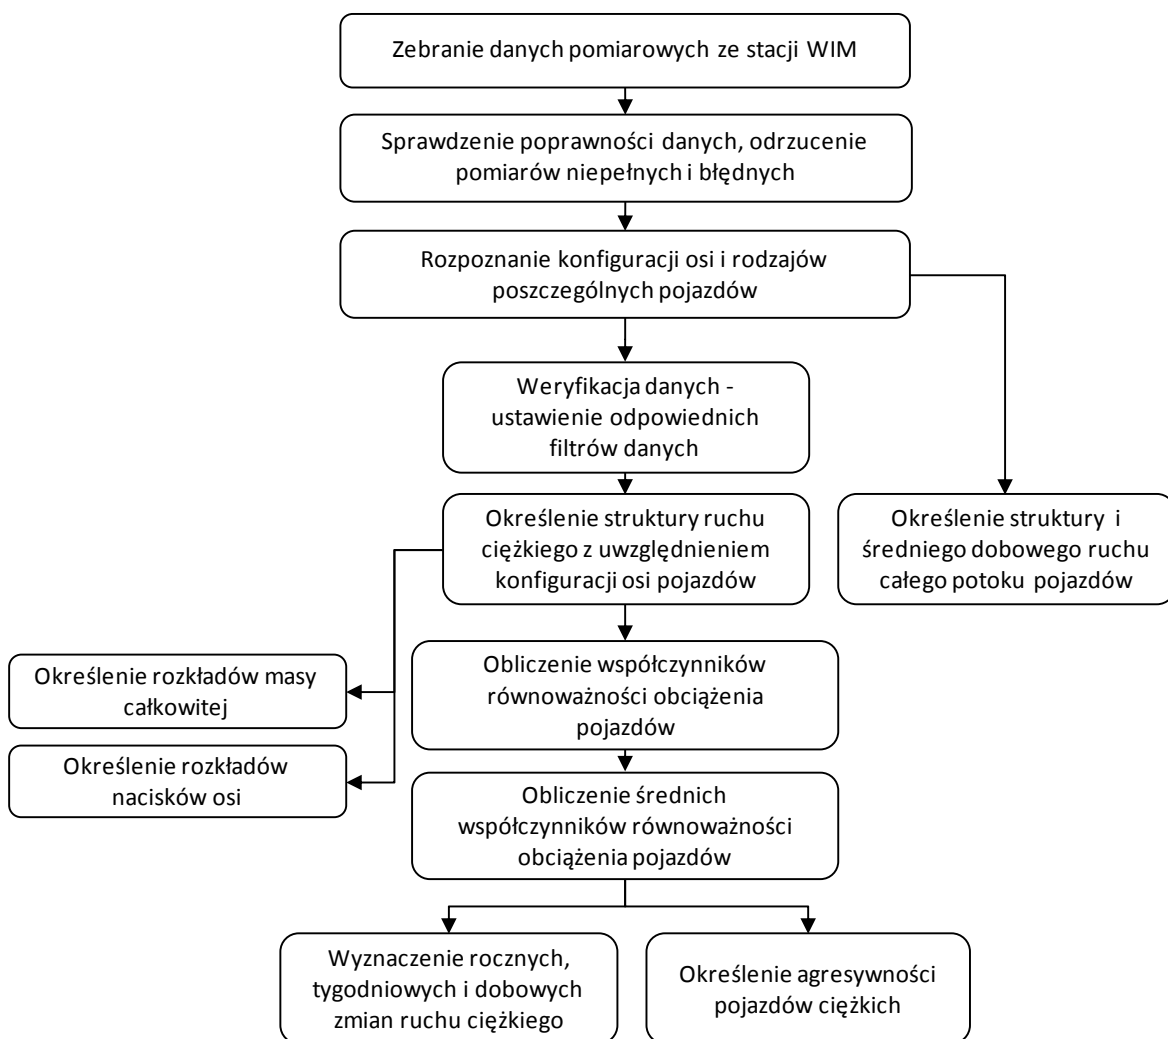 Zebranie danych pomiarowych ze stacji WIM
Sprawdzenie poprawności danych, odrzucenie
pomiarów niepełnych i błędnych
Rozpoznanie konfiguracji osi i rodzajów
poszczególnych pojazdów
Weryfikacja danych -
ustawienie odpowiednich
filtrów danych
Określenie struktury ruchu
ciężkiego z uwzględnieniem
konfiguracji osi pojazdów
Określenie struktury i
średniego dobowego ruchu
całego potoku pojazdów
Określenie rozkładów masy
całkowitej
Obliczenie współczynników
równoważności obciążenia
pojazdów
Określenie rozkładów
nacisków osi
Obliczenie średnich
współczynników równoważności
obciążenia pojazdów
Wyznaczenie rocznych,
tygodniowych i dobowych
zmian ruchu ciężkiego
Określenie agresywności
pojazdów ciężkich